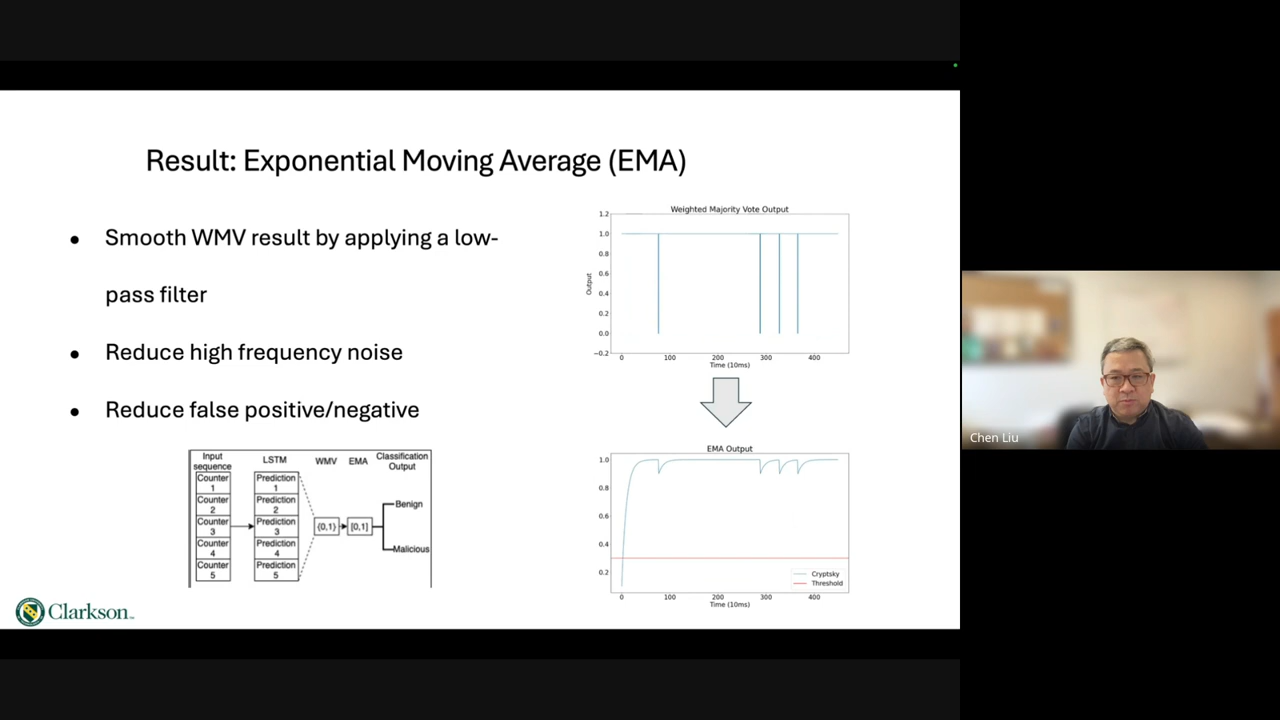 Result: Exponential Moving Average (EMA)
● Smooth WMV result by applying a low-
pass filter
● Reduce high frequency noise
● Reduce false positive/negative
Weighted Majority Vote Output
1.2
1.0
0.8
0.6
0.4
0.2
0.0
−0.2
Output
0 100 200 300 400
Time (10ms)
EMA Output
1.0
0.8
0.6
0.4
0.2
Cryptsky
Threshold
0 100 200 300 400
Time (10ms)
Input sequence LSTM WMV EMA Classification Output
Counter 1 Prediction 1
Counter 2 Prediction 2
Counter 3 Prediction 3
Counter 4 Prediction 4
Counter 5 Prediction 5
{0,1} [0,1]
Benign
Malicious
Clarkson
Chen Liu